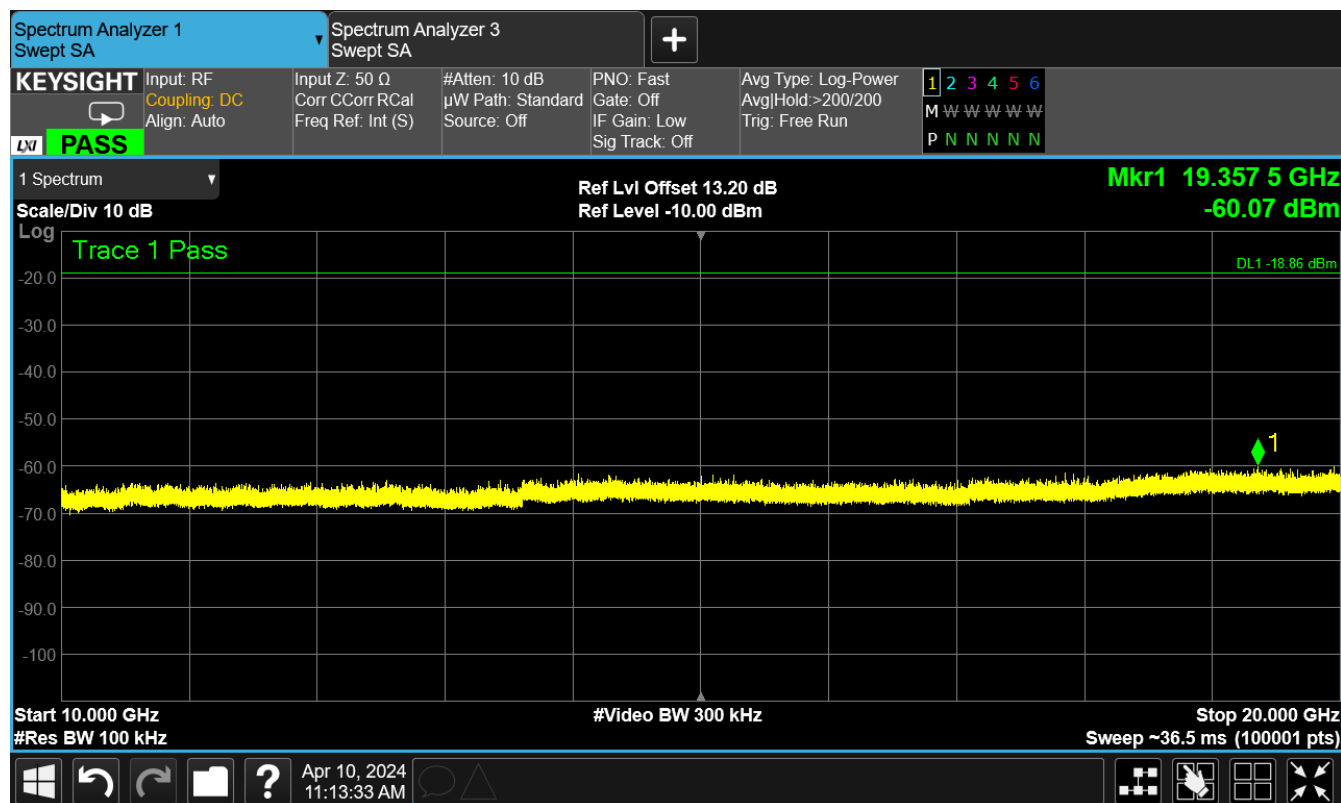 Spectrum Analyzer 1
Swept SA
Spectrum Analyzer 3
Swept SA
KEYSIGHT
LXI
PASS
Input: RF
Coupling: DC
Align: Auto
Input Z: 50 Ω
Corr CCorr RCal
Freq Ref: Int (S)
#Atten: 10 dB
µW Path: Standard
Source: Off
PNO: Fast
Gate: Off
IF Gain: Low
Sig Track: Off
Avg Type: Log-Power
Avg|Hold:>200/200
Trig: Free Run
1 2 3 4 5 6
M W W W W W
P N N N N N
1 Spectrum
Scale/Div 10 dB
Log
Ref Lvl Offset 13.20 dB
Ref Level -10.00 dBm
Mkr1 19.357 5 GHz
-60.07 dBm
Trace 1 Pass
DL1 -18.86 dBm
-20.0
-30.0
-40.0
-50.0
1
-60.0
-70.0
-80.0
-90.0
-100
Start 10.000 GHz
#Res BW 100 kHz
#Video BW 300 kHz
Stop 20.000 GHz
Sweep ~36.5 ms (100001 pts)
?
Apr 10, 2024
11:13:33 AM